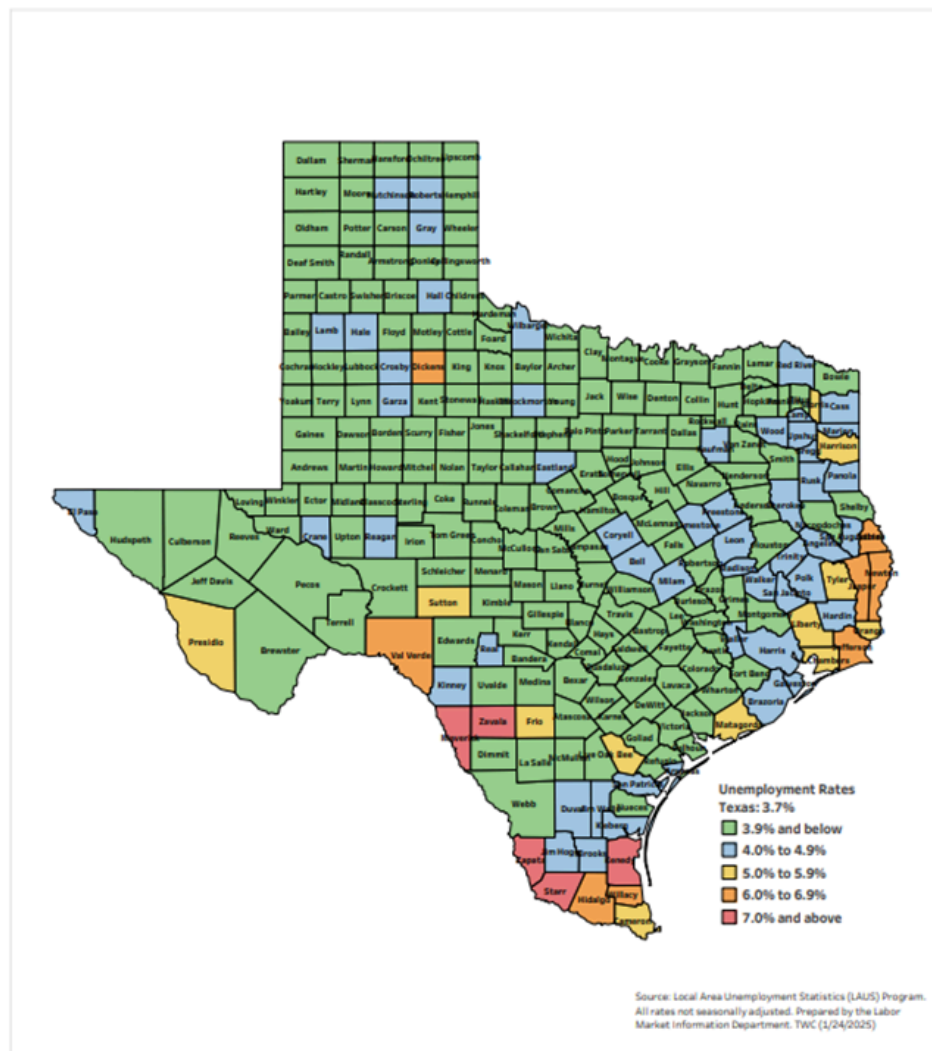 Dallam Sherman Hansford Ochiltree Lipscomb
Hartley Moore Hutchinson Roberts Hemphill
Oldham Potter Carson Gray Wheeler
Deaf Smith Randall Armstrong Donley Collingsworth
Parmer Castro Swisher Briscoe Hall Childress
Hardeman
Bailey Lamb Hale Floyd Motley Cottle Foard Wilbarger Wichita
Clay Montague Cooke Grayson Fannin Lamar Red River Bowie
Cochran Hockley Lubbock Crosby Dickens King Knox Baylor Archer
Yoakum Terry Lynn Garza Kent Stonewall Haskell Throckmorton Young
Jack Wise Denton Collin Hunt Delta Hopkins Franklin Morris Cass
Camp Marion
Gaines Dawson Borden Scurry Fisher Jones Shackelford Stephens Palo Pinto Parker Tarrant Dallas Rockwall
Rains Wood Upshur Harrison
Kaufman Van Zandt Gregg
Andrews Martin Howard Mitchell Nolan Taylor Callahan Eastland Erath Hood Somervell Johnson Ellis
Henderson Smith Rusk Panola
El Paso Hudspeth Culberson Reeves Loving Winkler Ector Midland Glasscock Sterling Coke Runnels Coleman Brown
Comanche Hamilton Bosque Hill Navarro
Anderson Cherokee Shelby
Nacogdoches San Augustine Sabine
Ward Crane Upton Reagan Irion Tom Green Concho McCulloch San Saba Mills Lampasas
Coryell McLennan Limestone Freestone Leon Houston Angelina
Jeff Davis Pecos Crockett Schleicher Menard Mason Llano Burnet
Bell Falls Robertson Madison Trinity Polk Tyler Jasper Newton
Presidio Brewster Terrell Sutton Kimble Gillespie Blanco
Williamson Milam Burleson Brazos Grimes Walker San Jacinto
Travis Lee Washington Montgomery Liberty Hardin Orange
Val Verde Edwards Real Kerr Bandera Kendall Comal Hays
Bastrop Fayette Austin Waller Harris Chambers Jefferson
Caldwell Guadalupe Gonzales Colorado Fort Bend Galveston
Kinney Uvalde Medina Bexar Wilson Lavaca Wharton Brazoria
Maverick Zavala Frio Atascosa Karnes DeWitt Jackson Matagorda
Dimmit La Salle McMullen Live Oak Bee Goliad Victoria Calhoun
Refugio Aransas
Webb Duval Jim Wells San Patricio Nueces
Kleberg
Zapata Jim Hogg Brooks Kenedy
Starr Hidalgo Willacy
Cameron
Unemployment Rates
Texas: 3.7%
3.9% and below
4.0% to 4.9%
5.0% to 5.9%
6.0% to 6.9%
7.0% and above
Source: Local Area Unemployment Statistics (LAUS) Program.
All rates not seasonally adjusted. Prepared by the Labor
Market Information Department. TWC (1/24/2025)